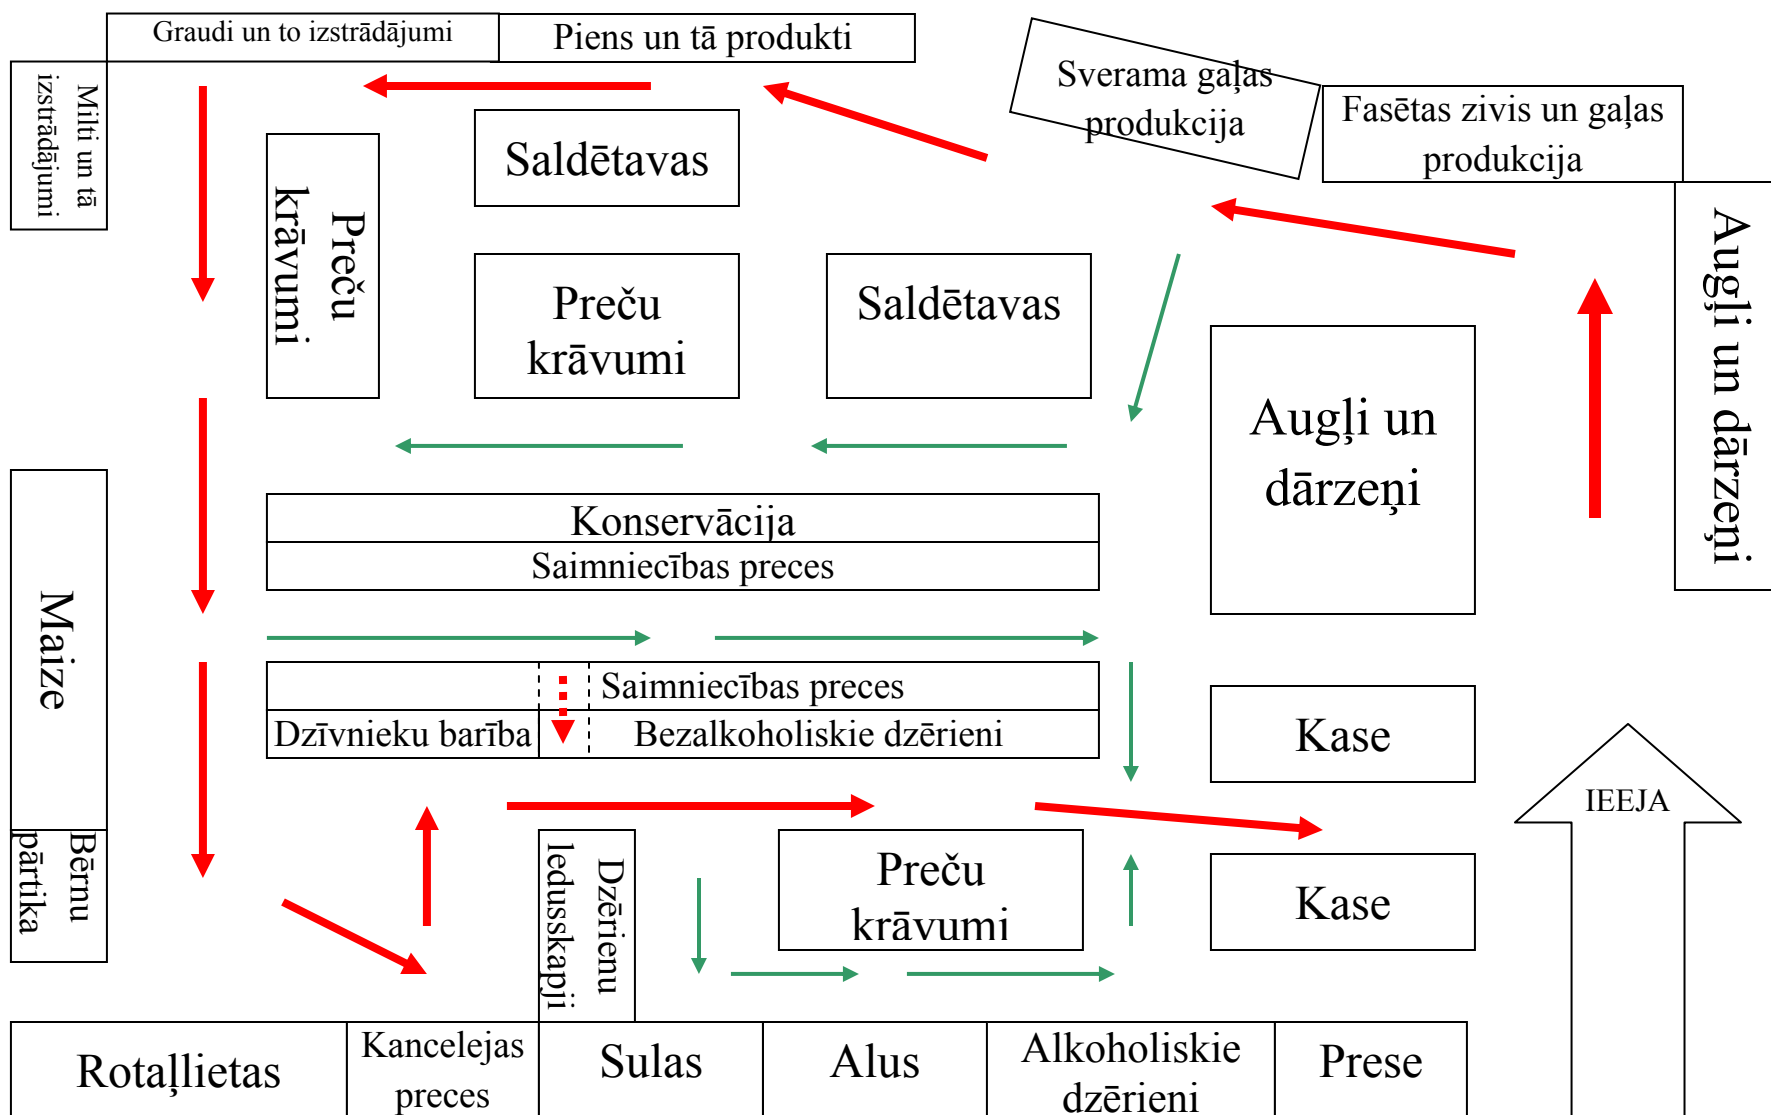 Graudi un to izstrādājumi
Piens un tā produkti
Sverama gaļas
produkcija
Fasētas zivis un gaļas
produkcija
Milti un tā
izstrādājumi
Preču
krāvumi
Saldētavas
Preču
krāvumi
Saldētavas
Augļi un
dārzeņi
Augļi un dārzeņi
Konservācija
Saimniecības preces
Maize
Saimniecības preces
Dzīvnieku barība
Bezalkoholiskie dzērieni
Kase
IEEJA
Bērnu
pārtika
Dzērienu
ledusskapji
Preču
krāvumi
Kase
Rotaļlietas
Kancelejas
preces
Sulas
Alus
Alkoholiskie
dzērieni
Prese